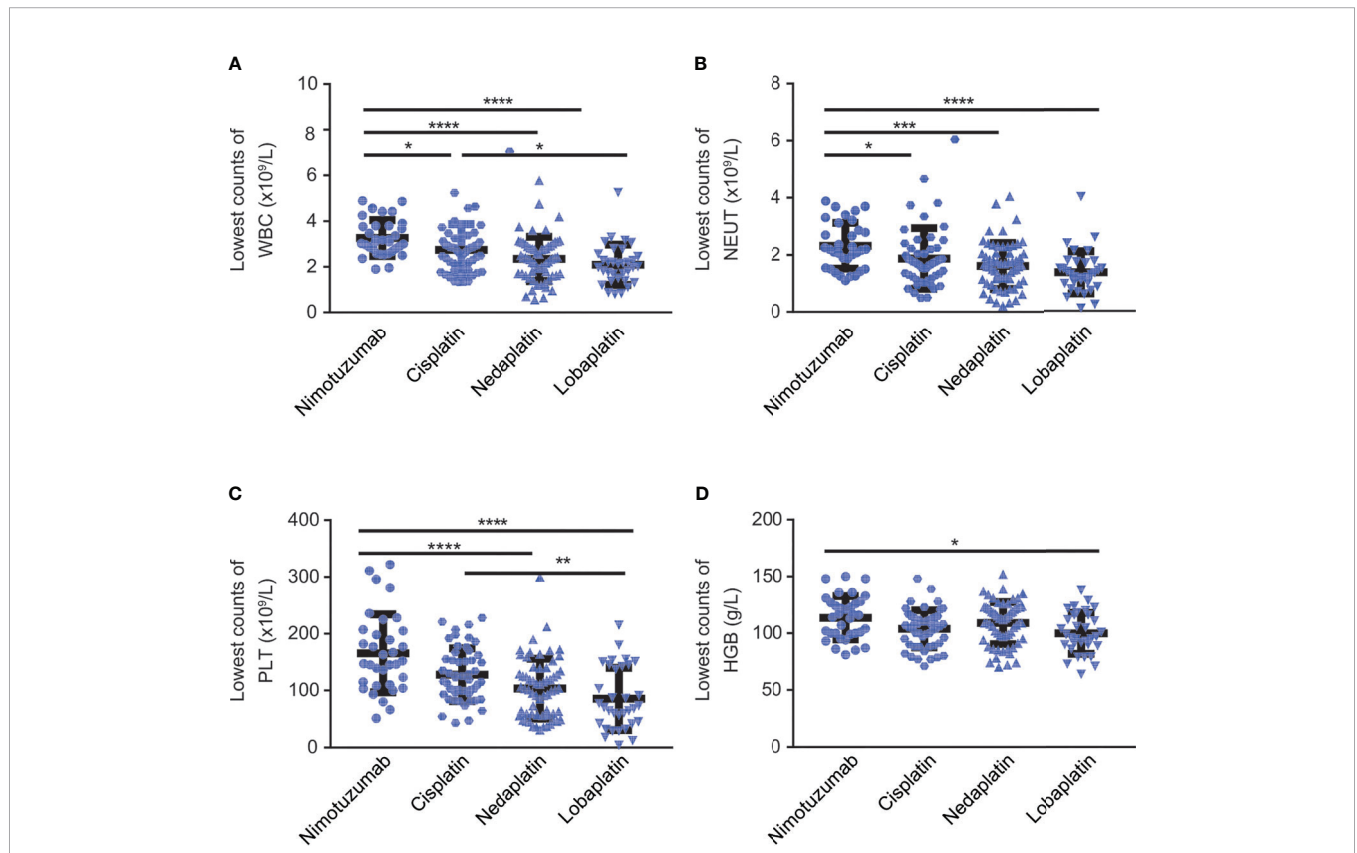 A
Lowest counts of
WBC (x10⁹/L)
10
8
6
4
2
0
****
****
*
*
Nimotuzumab
Cisplatin
Nedaplatin
Lobaplatin
B
Lowest counts of
NEUT (x10⁹/L)
8
6
4
2
0
****
***
*
Nimotuzumab
Cisplatin
Nedaplatin
Lobaplatin
C
Lowest counts of
PLT (x10⁹/L)
400
300
200
100
0
****
****
**
Nimotuzumab
Cisplatin
Nedaplatin
Lobaplatin
D
Lowest counts of
HGB (g/L)
200
150
100
50
0
*
Nimotuzumab
Cisplatin
Nedaplatin
Lobaplatin